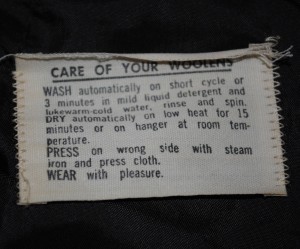 CARE OF YOUR WOOLENS
WASH automatically on short cycle or
3 minutes in mild liquid detergent and
lukewarm-cold water, rinse and spin.
DRY automatically on low heat for 15
minutes or on hanger at room tem-
perature.
PRESS on wrong side with steam
iron and press cloth.
WEAR with pleasure.